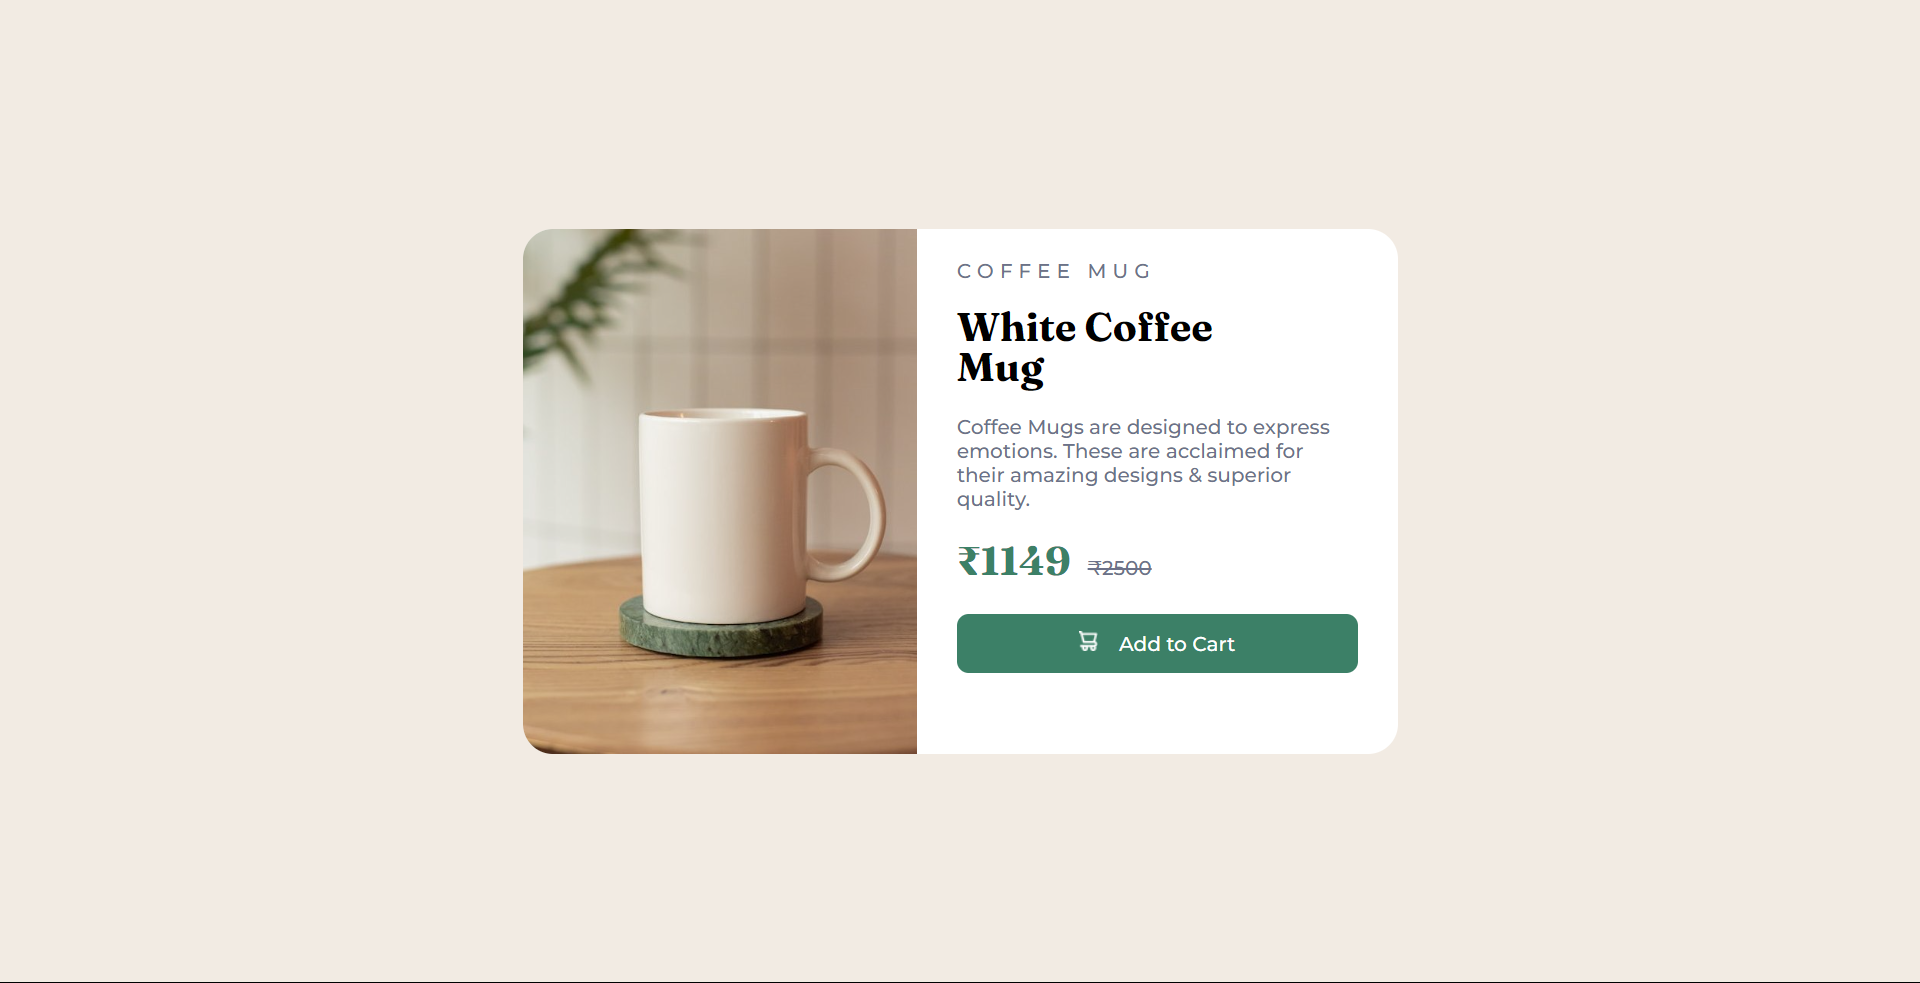 COFFEE MUG
White Coffee
Mug
Coffee Mugs are designed to express
emotions. These are acclaimed for
their amazing designs & superior
quality.
₹1149 ₹2500
Add to Cart